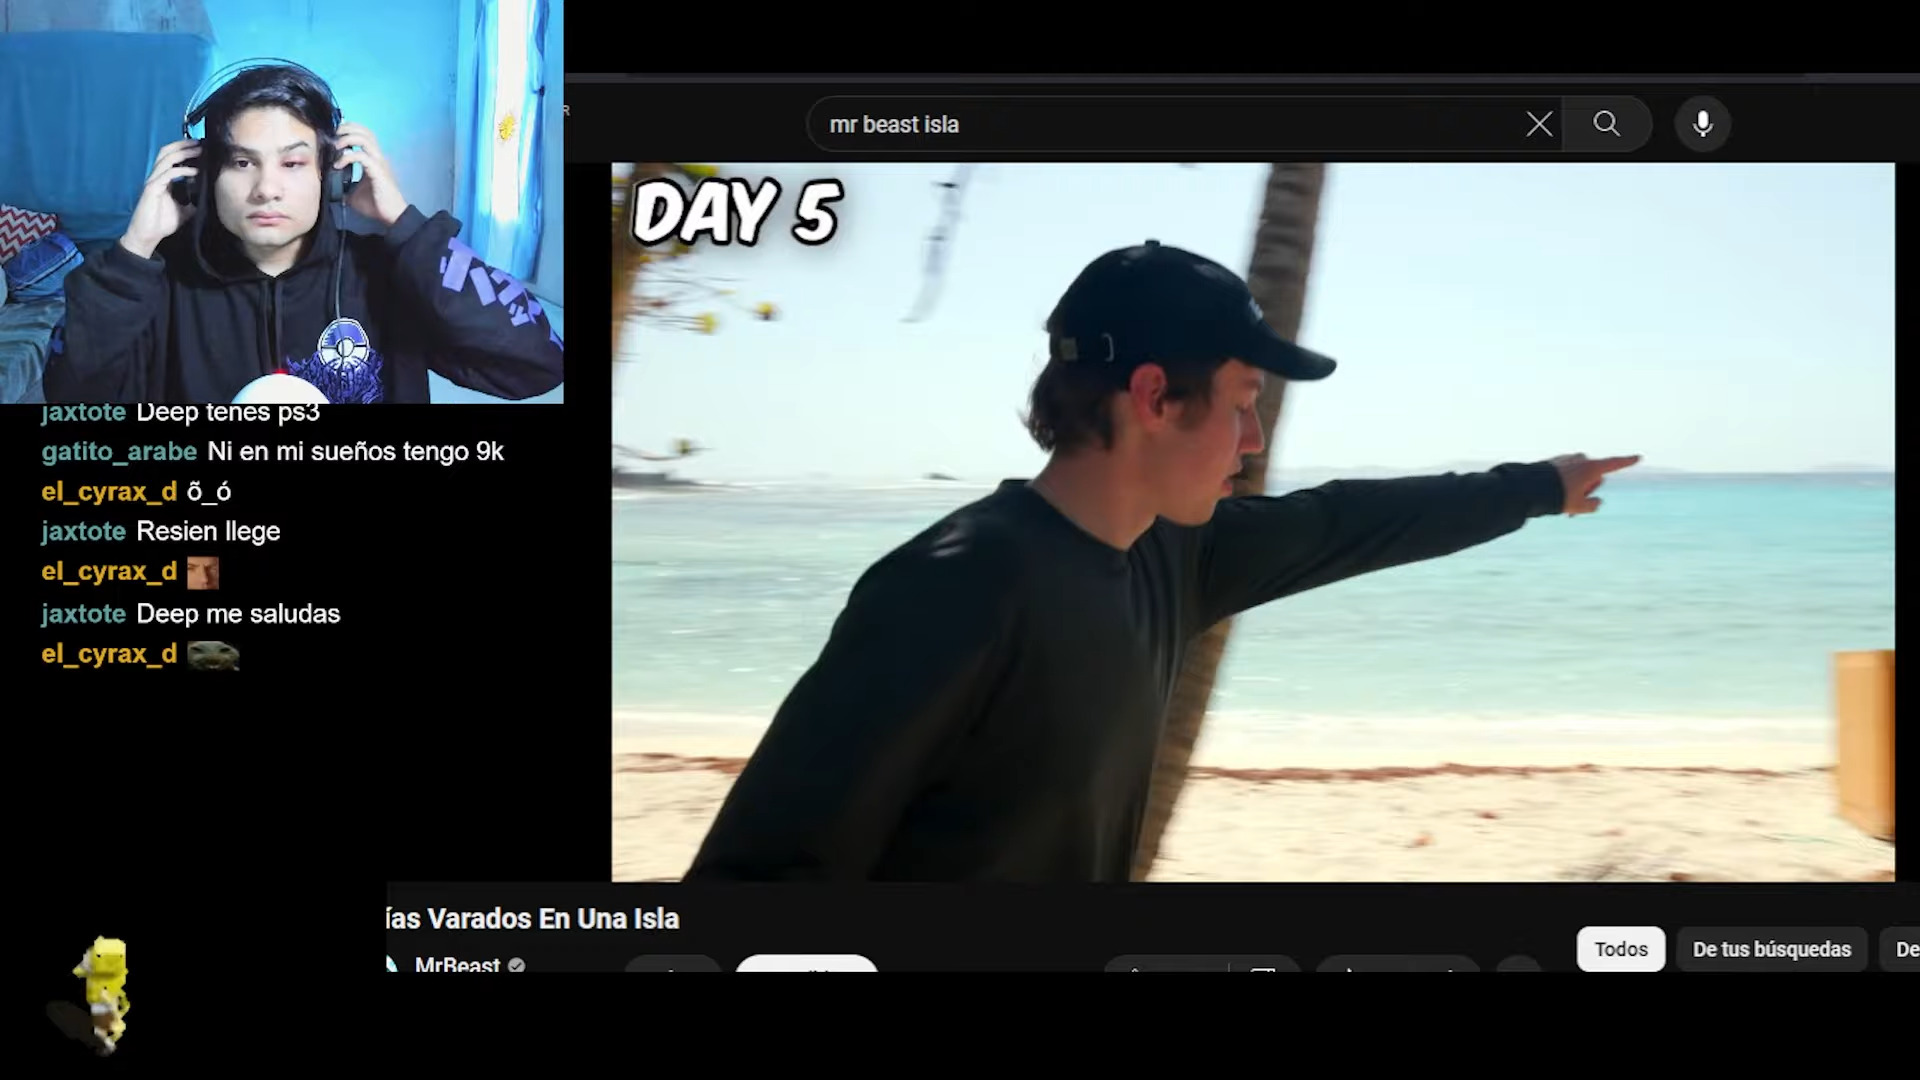 mr beast isla
DAY 5
jaxtote Deep tenes ps3
gatito_arabe Ni en mi sueños tengo 9k
el_cyrax_d õ_ó
jaxtote Resien llege
el_cyrax_d
jaxtote Deep me saludas
el_cyrax_d
ías Varados En Una Isla
MrBeast
Todos
De tus búsquedas
De